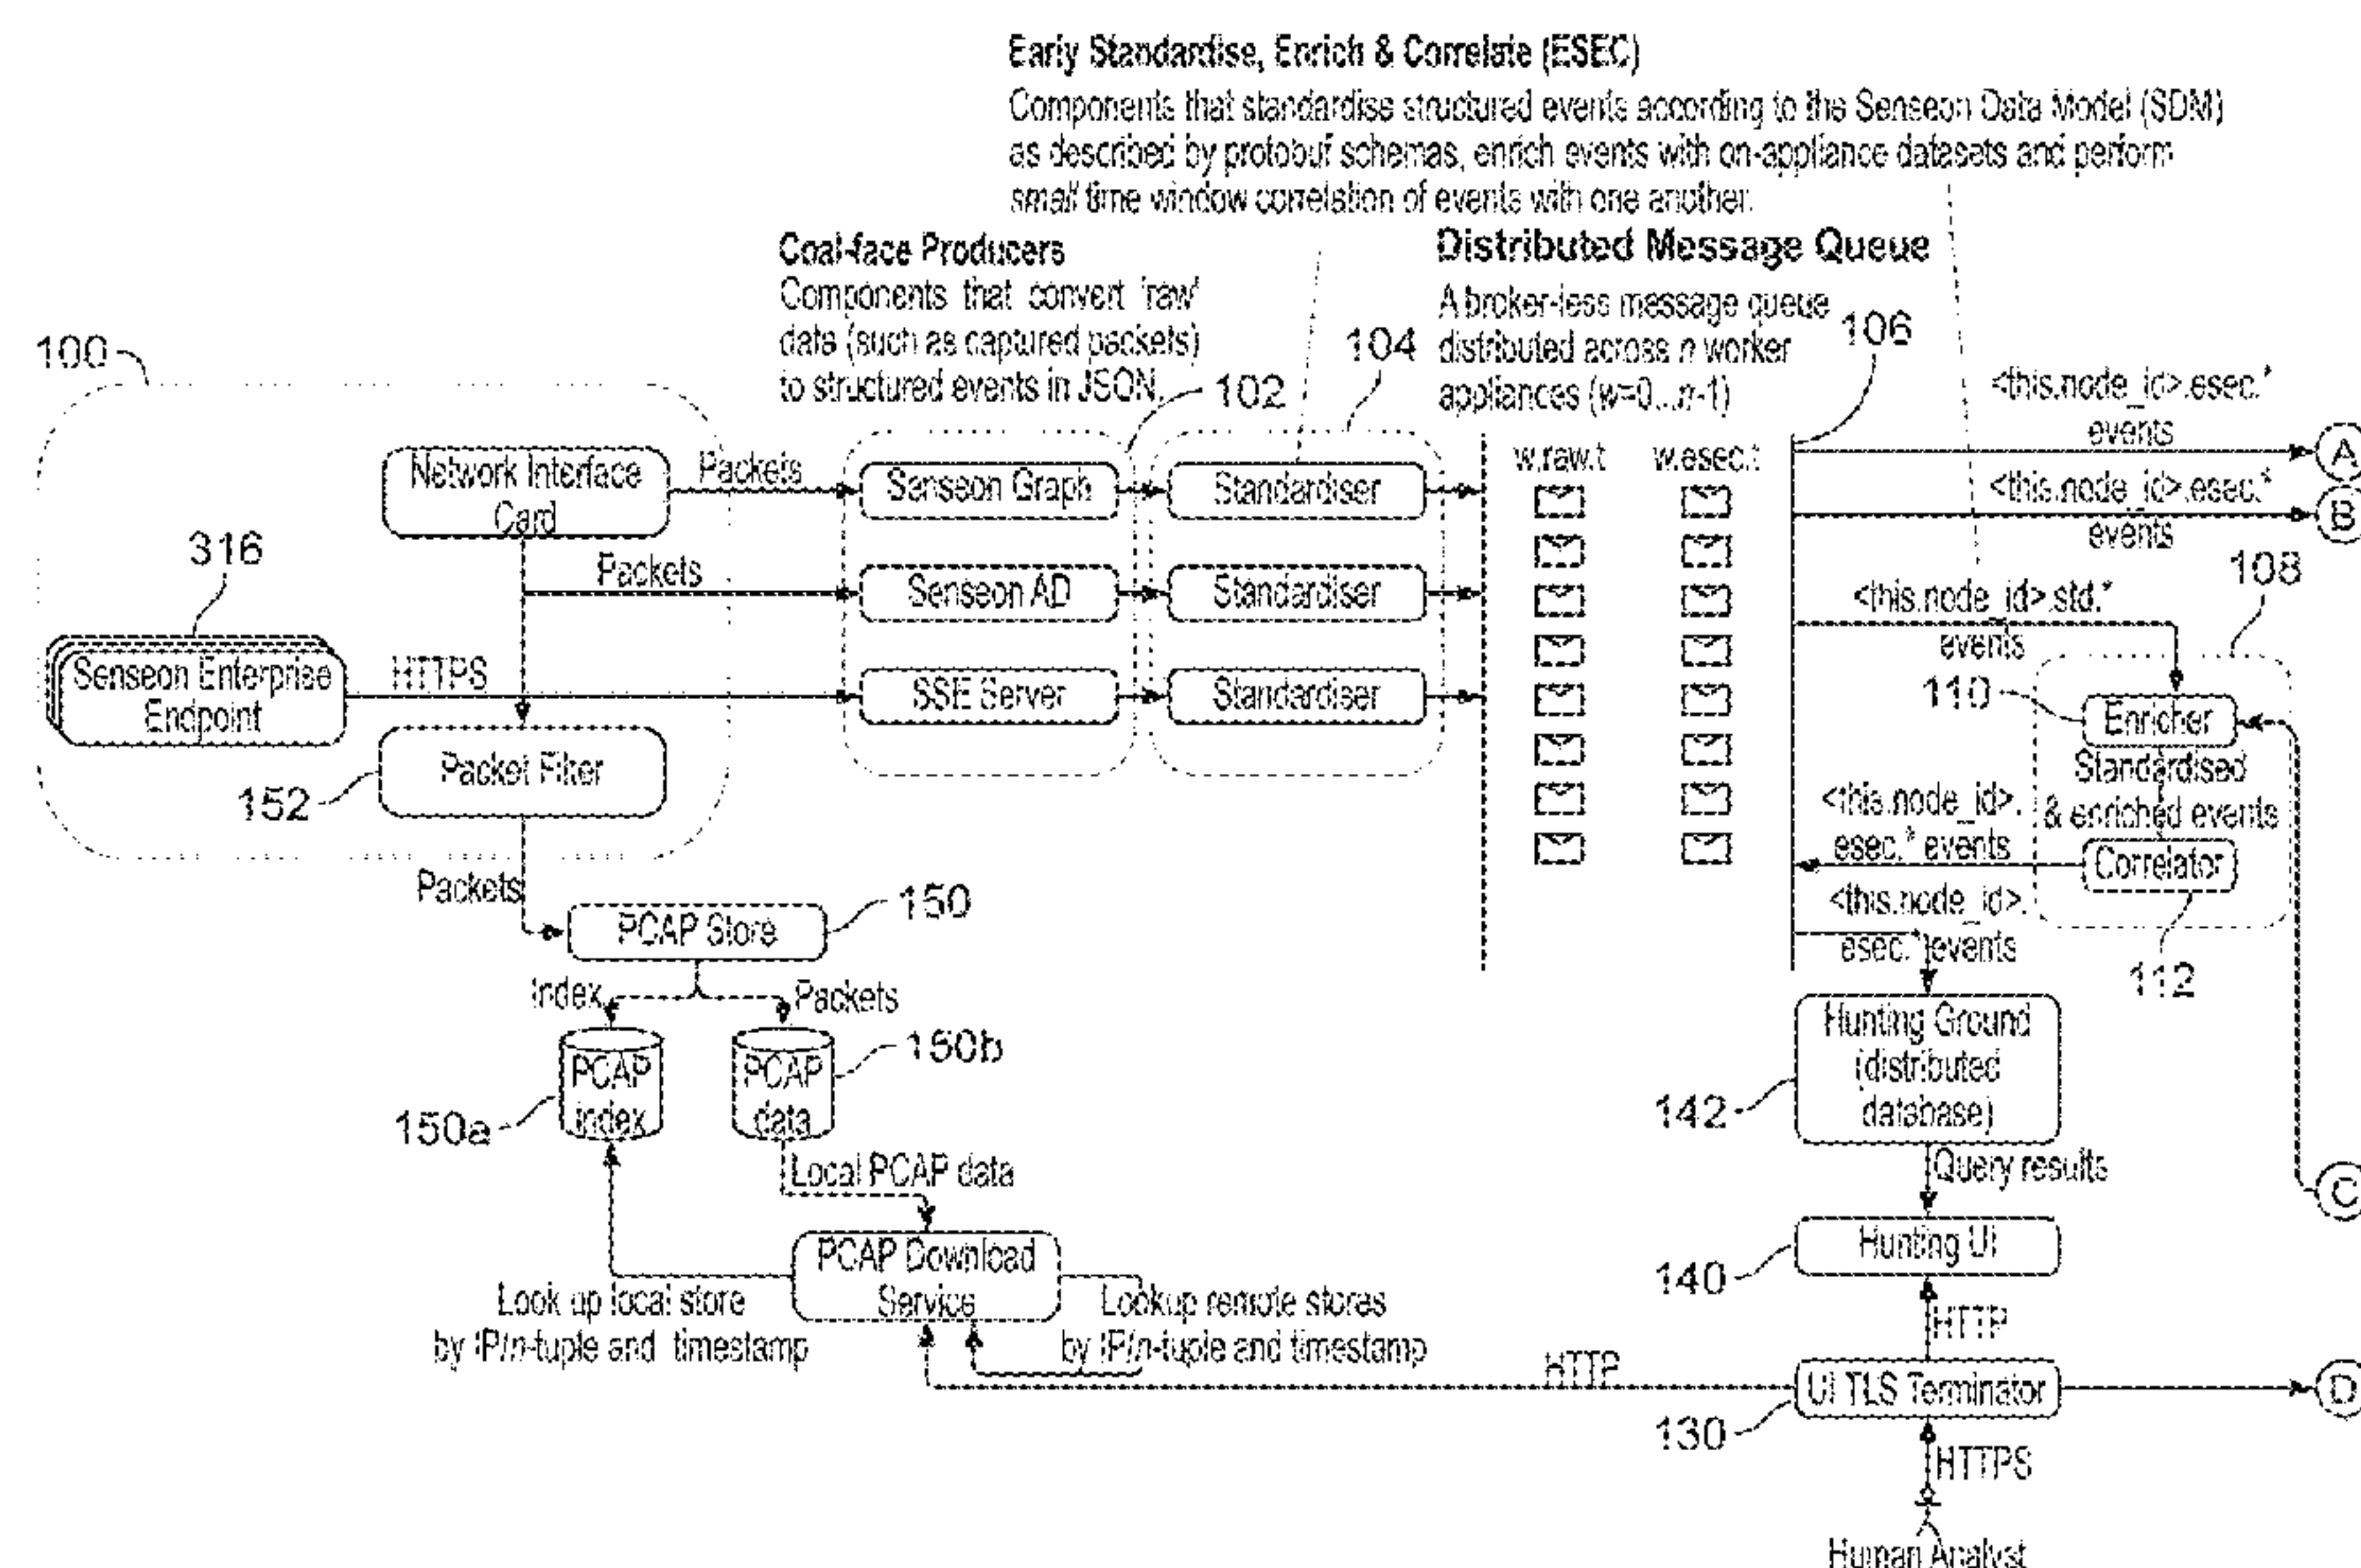 Early Standardise, Enrich & Correlate (ESEC)
Components that standardise structured events according to the Senseon Data Model (SDM)
as described by protobuf schemas, enrich events with on-appliance datasets and perform
small time window correlation of events with one another.
Coal-face Producers
Components that convert 'raw'
data (such as captured packets)
to structured events in JSON.
Distributed Message Queue
A broker-less message queue
distributed across n worker
appliances (w=0...n-1)
100
102
104
106
<this.node_id>.esec.*
events
A
<this.node_id>.esec.*
events
B
w.raw.t
w.esec.t
Network Interface
Card
Packets
Senseon Graph
Standardiser
316
Packets
Senseon AD
Standardiser
Senseon Enterprise
Endpoint
HTTPS
SSE Server
Standardiser
Packet Filter
152
<this.node_id>.std.*
events
108
110
Enricher
Standardised
& enriched events
<this.node_id>.
esec.* events
Correlator
112
<this.node_id>.
esec.* events
Packets
PCAP Store
150
Index
Packets
PCAP
index
150a
PCAP
data
150b
Local PCAP data
PCAP Download
Service
Look up local store
by IP/n-tuple and timestamp
Lookup remote stores
by IP/n-tuple and timestamp
Hunting Ground
(distributed
database)
142
Query results
C
Hunting UI
140
HTTP
HTTP
UI TLS Terminator
D
130
HTTPS
Human Analyst